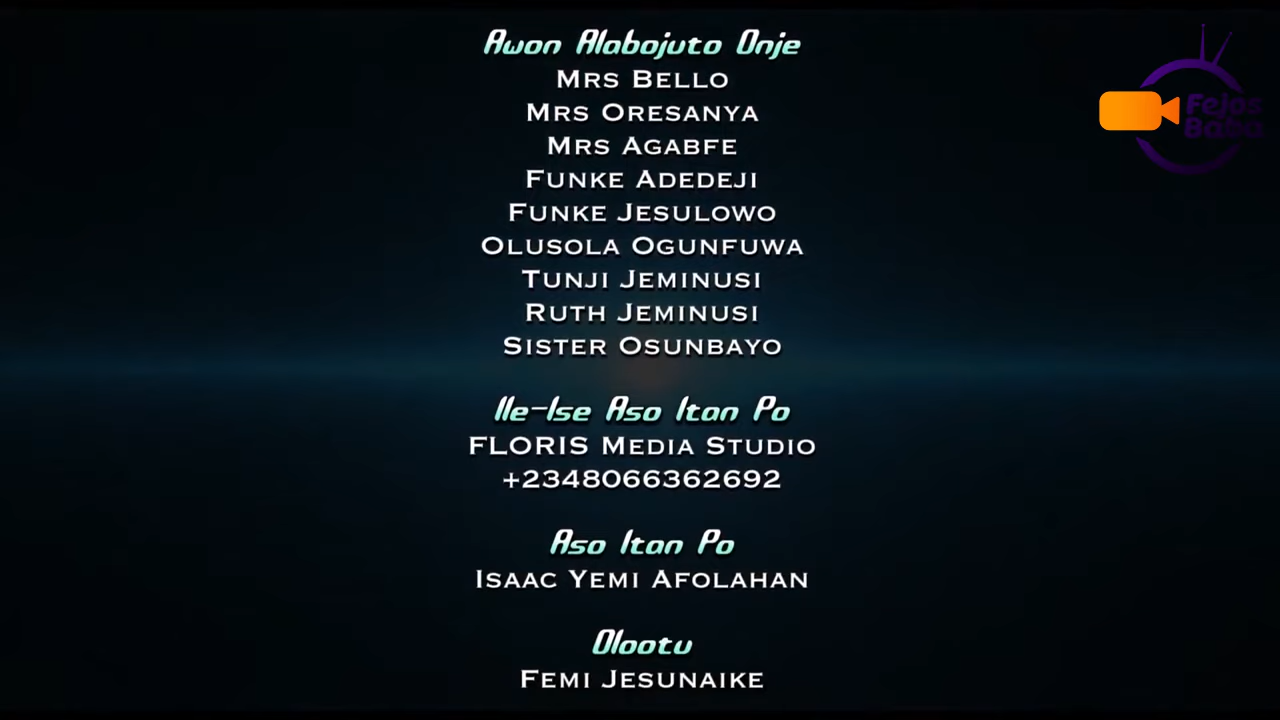 Awon Alabojuto Onje
MRS BELLO
MRS ORESANYA
MRS AGABFE
FUNKE ADEDEJI
FUNKE JESULOWO
OLUSOLA OGUNFUWA
TUNJI JEMINUSI
RUTH JEMINUSI
SISTER OSUNBAYO
Ile-Ise Aso Itan Po
FLORIS MEDIA STUDIO
+2348066362692
Aso Itan Po
ISAAC YEMI AFOLAHAN
Olootu
FEMI JESUNAIKE
Fejos
Baba